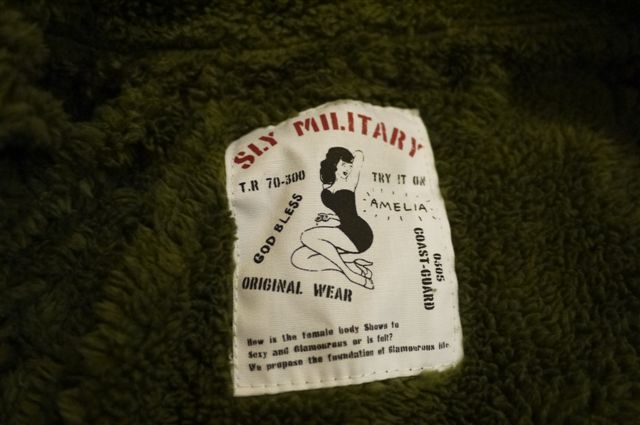 SLY MILITARY
T.R 70-300
TRY IT ON
AMELIA
GOD BLESS
0505
COAST-GUARD
ORIGINAL WEAR
How is the female body Shows to
Sexy and Glamourous or is felt?
We propose the foundation of Glamourous life.